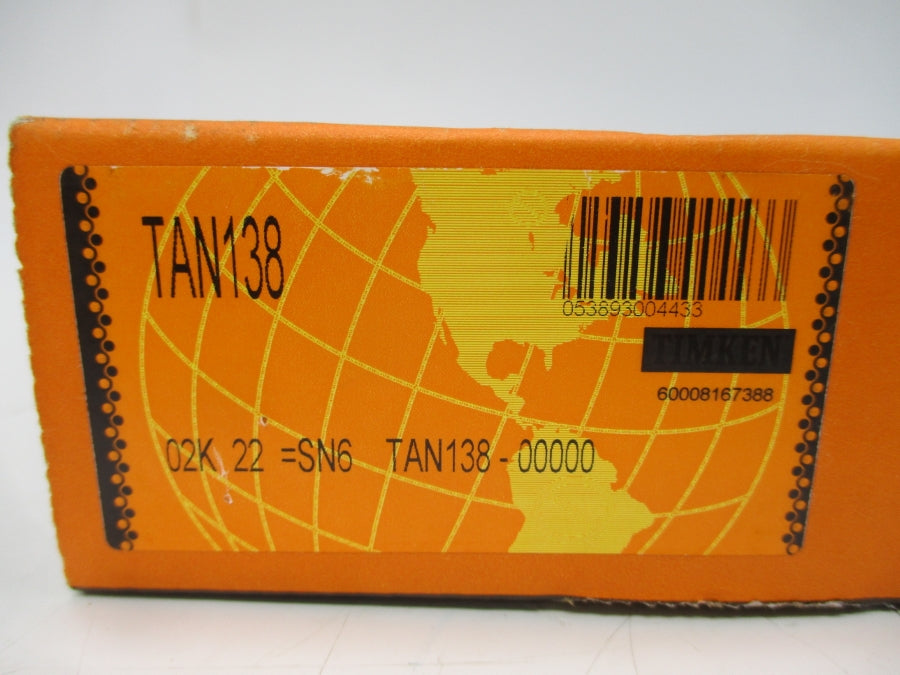 TAN138
053893004433
TIMKEN
60008167388
02K 22 =SN6 TAN138 - 00000